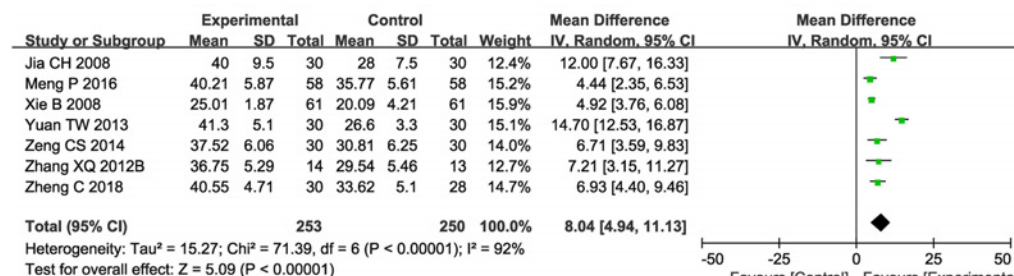 Experimental Control Mean Difference Mean Difference
Study or Subgroup Mean SD Total Mean SD Total Weight IV, Random, 95% CI IV, Random, 95% CI
Jia CH 2008 40 9.5 30 28 7.5 30 12.4% 12.00 [7.67, 16.33]
Meng P 2016 40.21 5.87 58 35.77 5.61 58 15.2% 4.44 [2.35, 6.53]
Xie B 2008 25.01 1.87 61 20.09 4.21 61 15.9% 4.92 [3.76, 6.08]
Yuan TW 2013 41.3 5.1 30 26.6 3.3 30 15.1% 14.70 [12.53, 16.87]
Zeng CS 2014 37.52 6.06 30 30.81 6.25 30 14.0% 6.71 [3.59, 9.83]
Zhang XQ 2012B 36.75 5.29 14 29.54 5.46 13 12.7% 7.21 [3.15, 11.27]
Zheng C 2018 40.55 4.71 30 33.62 5.1 28 14.7% 6.93 [4.40, 9.46]
Total (95% CI) 253 250 100.0% 8.04 [4.94, 11.13]
Heterogeneity: Tau² = 15.27; Chi² = 71.39, df = 6 (P < 0.00001); I² = 92%
Test for overall effect: Z = 5.09 (P < 0.00001)
-50 -25 0 25 50
Favours [Control] Favours [Experimenta